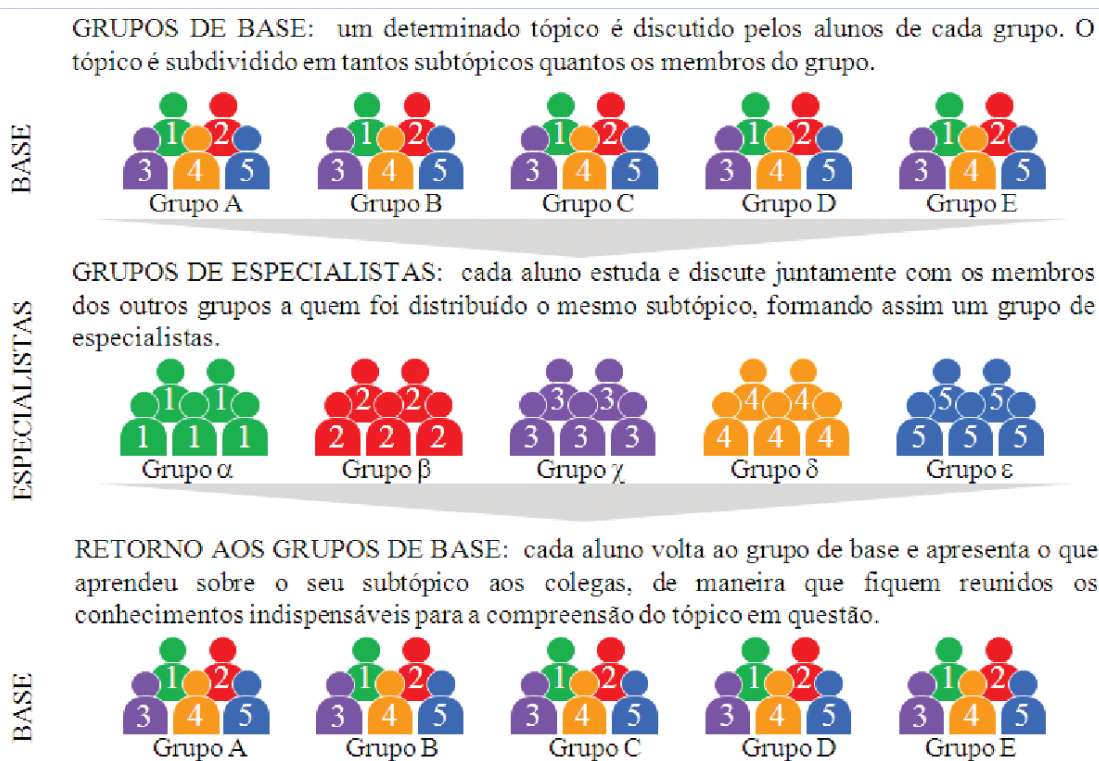 GRUPOS DE BASE: um determinado tópico é discutido pelos alunos de cada grupo. O
tópico é subdividido em tantos subtópicos quantos os membros do grupo.
BASE
1 2 1 2 1 2 1 2 1 2
3 4 5 3 4 5 3 4 5 3 4 5 3 4 5
Grupo A Grupo B Grupo C Grupo D Grupo E
GRUPOS DE ESPECIALISTAS: cada aluno estuda e discute juntamente com os membros
dos outros grupos a quem foi distribuído o mesmo subtópico, formando assim um grupo de
especialistas.
ESPECIALISTAS
1 1 2 2 3 3 4 4 5 5
1 1 1 2 2 2 3 3 3 4 4 4 5 5 5
Grupo α Grupo β Grupo χ Grupo δ Grupo ε
RETORNO AOS GRUPOS DE BASE: cada aluno volta ao grupo de base e apresenta o que
aprendeu sobre o seu subtópico aos colegas, de maneira que fiquem reunidos os
conhecimentos indispensáveis para a compreensão do tópico em questão.
BASE
1 2 1 2 1 2 1 2 1 2
3 4 5 3 4 5 3 4 5 3 4 5 3 4 5
Grupo A Grupo B Grupo C Grupo D Grupo E